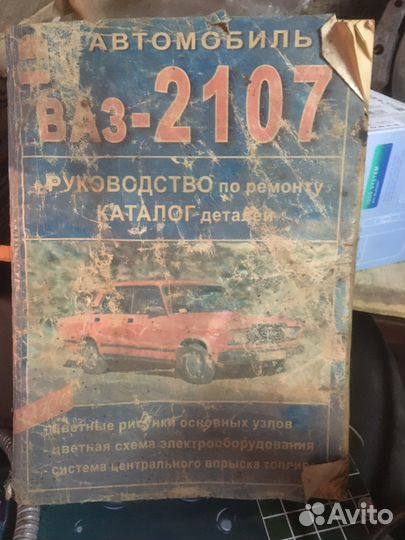 АВТОМОБИЛЬ
ВАЗ-2107
РУКОВОДСТВО по ремонту
КАТАЛОГ деталей
- цветные рисунки основных узлов
- цветная схема электрооборудования
- система центрального впрыска
Avito